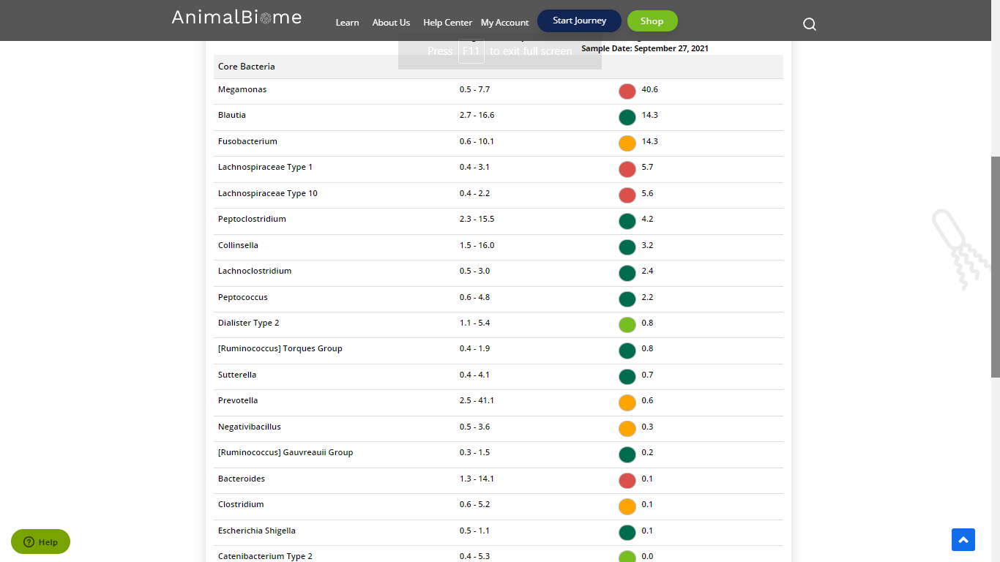 AnimalBiome
Learn About Us Help Center My Account Start Journey Shop
Press F11 to exit full screen
Sample Date: September 27, 2021
Core Bacteria
Megamonas 0.5 - 7.7 40.6
Blautia 2.7 - 16.6 14.3
Fusobacterium 0.6 - 10.1 14.3
Lachnospiraceae Type 1 0.4 - 3.1 5.7
Lachnospiraceae Type 10 0.4 - 2.2 5.6
Peptoclostridium 2.3 - 15.5 4.2
Collinsella 1.5 - 16.0 3.2
Lachnoclostridium 0.5 - 3.0 2.4
Peptococcus 0.6 - 4.8 2.2
Dialister Type 2 1.1 - 5.4 0.8
[Ruminococcus] Torques Group 0.4 - 1.9 0.8
Sutterella 0.4 - 4.1 0.7
Prevotella 2.5 - 41.1 0.6
Negativibacillus 0.5 - 3.6 0.3
[Ruminococcus] Gauvreauii Group 0.3 - 1.5 0.2
Bacteroides 1.3 - 14.1 0.1
Clostridium 0.6 - 5.2 0.1
Escherichia Shigella 0.5 - 1.1 0.1
Help
Catenibacterium Type 2 0.4 - 5.3 0.0